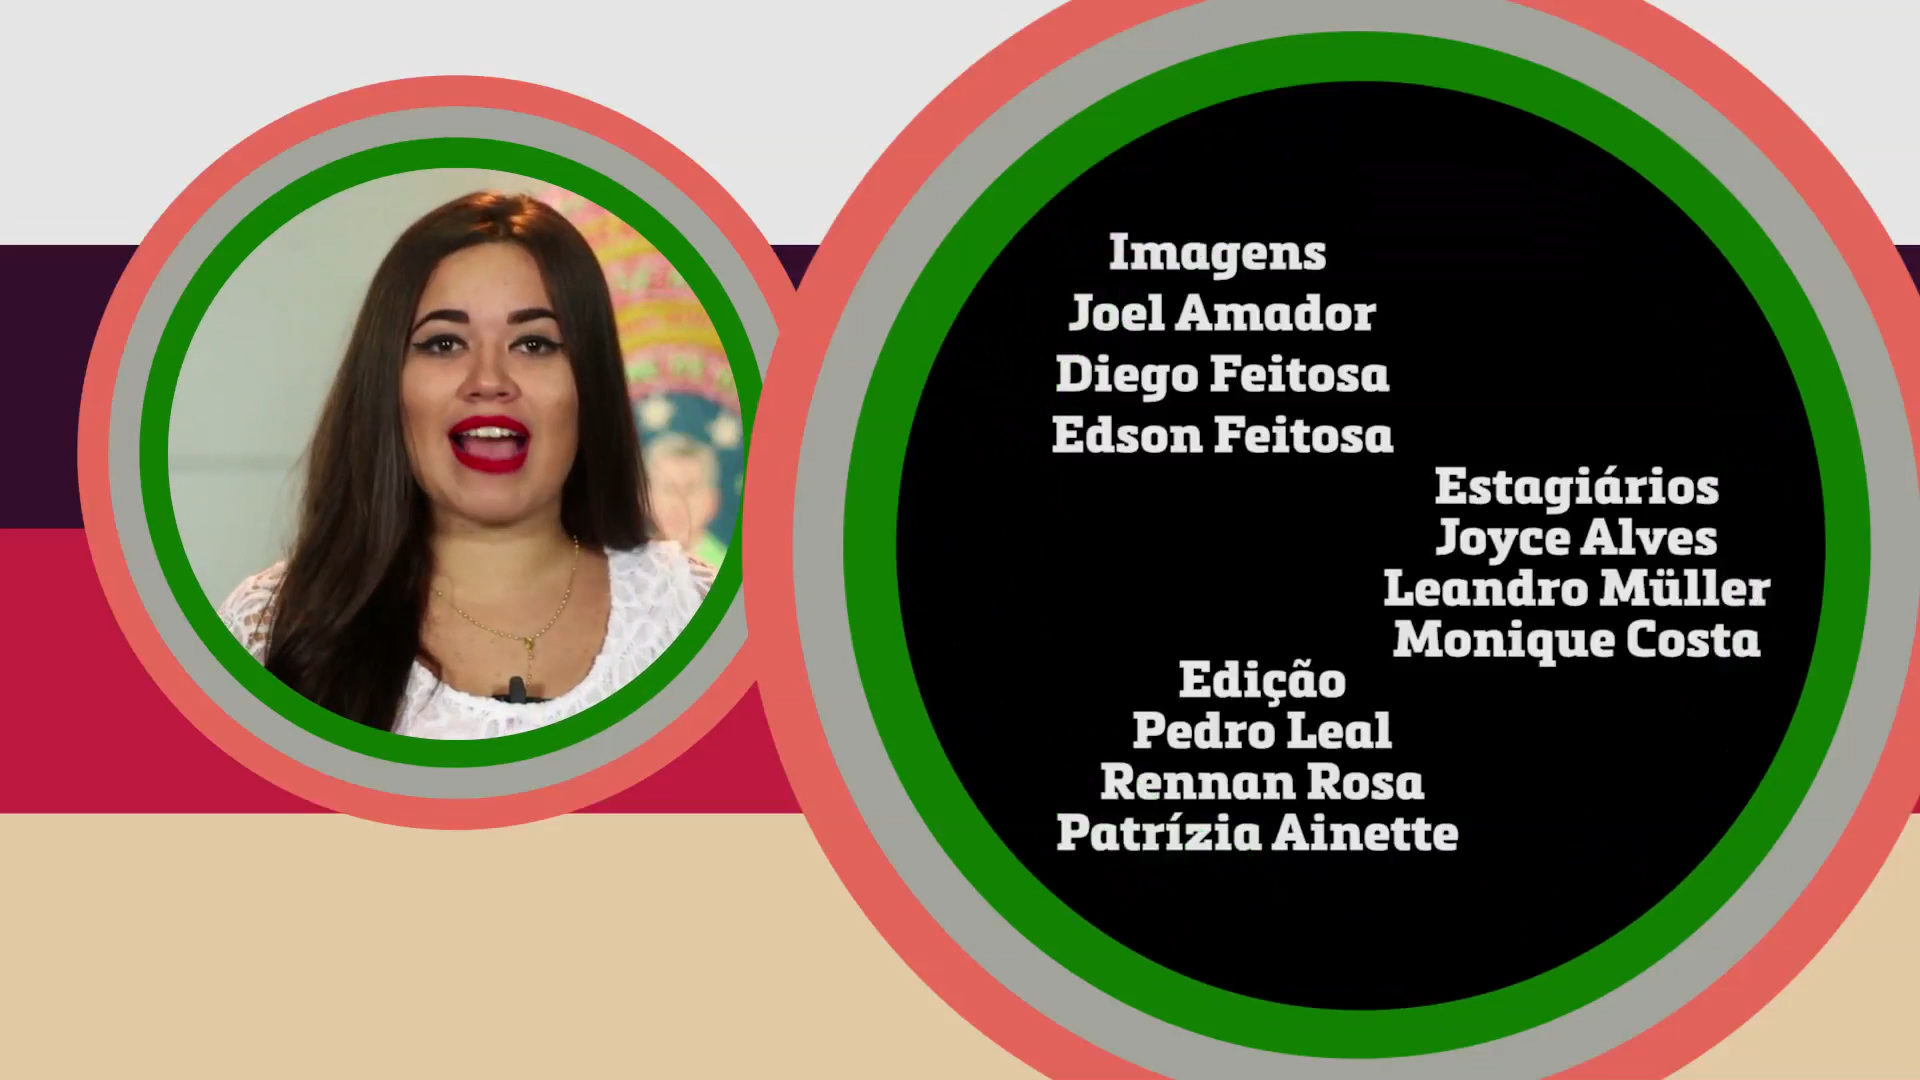 Imagens
Joel Amador
Diego Feitosa
Edson Feitosa
Estagiários
Joyce Alves
Leandro Müller
Monique Costa
Edição
Pedro Leal
Rennan Rosa
Patrízia Ainette